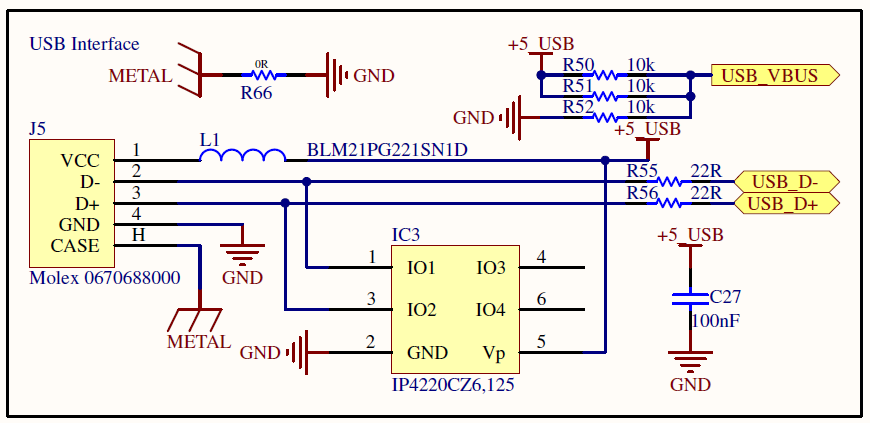 USB Interface
+5_USB
METAL
0R
R66
GND
R50
10k
USB_VBUS
R51
10k
R52
10k
GND
+5_USB
J5
VCC
1
L1
BLM21PG221SN1D
D-
2
R55
22R
USB_D-
D+
3
R56
22R
USB_D+
GND
4
CASE
H
Molex 0670688000
GND
METAL
IC3
1
IO1
IO3
4
3
IO2
IO4
6
GND
2
GND
Vp
5
IP4220CZ6,125
+5_USB
C27
100nF
GND